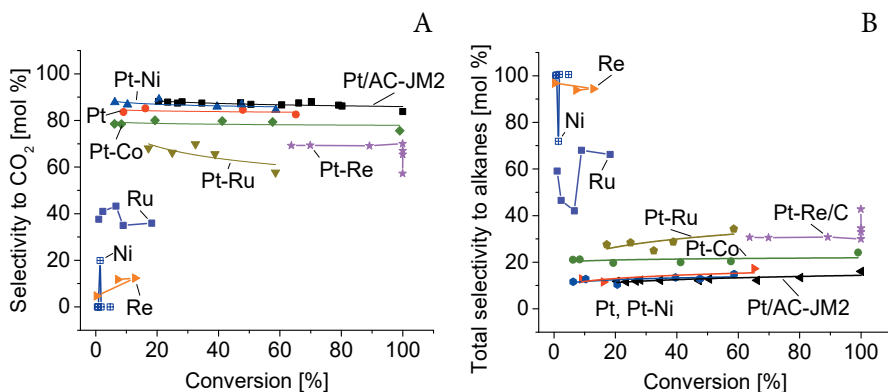 A
Selectivity to CO₂ [mol %]
100
80
60
40
20
0
Pt-Ni
Pt/AC-JM2
Pt
Pt-Co
Pt-Ru
Pt-Re
Ru
Ni
Re
0 20 40 60 80 100
Conversion [%]
B
Total selectivity to alkanes [mol %]
120
100
80
60
40
20
0
Re
Ni
Ru
Pt-Ru
Pt-Re/C
Pt-Co
Pt, Pt-Ni
Pt/AC-JM2
0 20 40 60 80 100
Conversion [%]